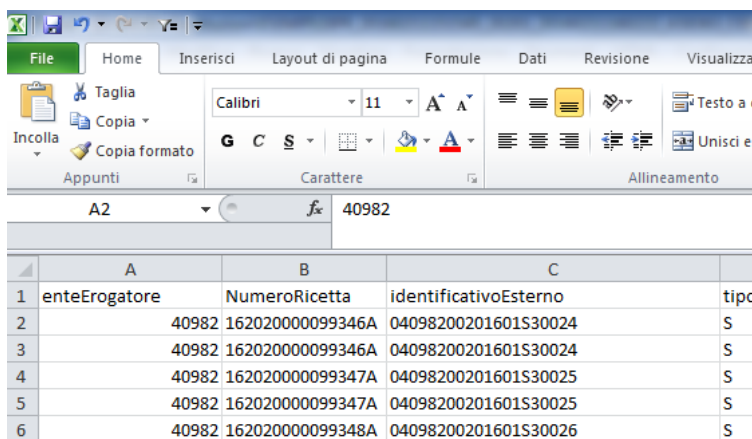 File Home Inserisci Layout di pagina Formule Dati Revisione Visualizza
Incolla
Taglia
Copia
Copia formato
Appunti
Calibri 11
G C S
Carattere
Testo a
Unisci e
Allineamento
A2 fx 40982
A B C
1 enteErogatore NumeroRicetta identificativoEsterno tipo
2 40982 162020000099346A 04098200201601S30024 S
3 40982 162020000099346A 04098200201601S30024 S
4 40982 162020000099347A 04098200201601S30025 S
5 40982 162020000099347A 04098200201601S30025 S
6 40982 162020000099348A 04098200201601S30026 S